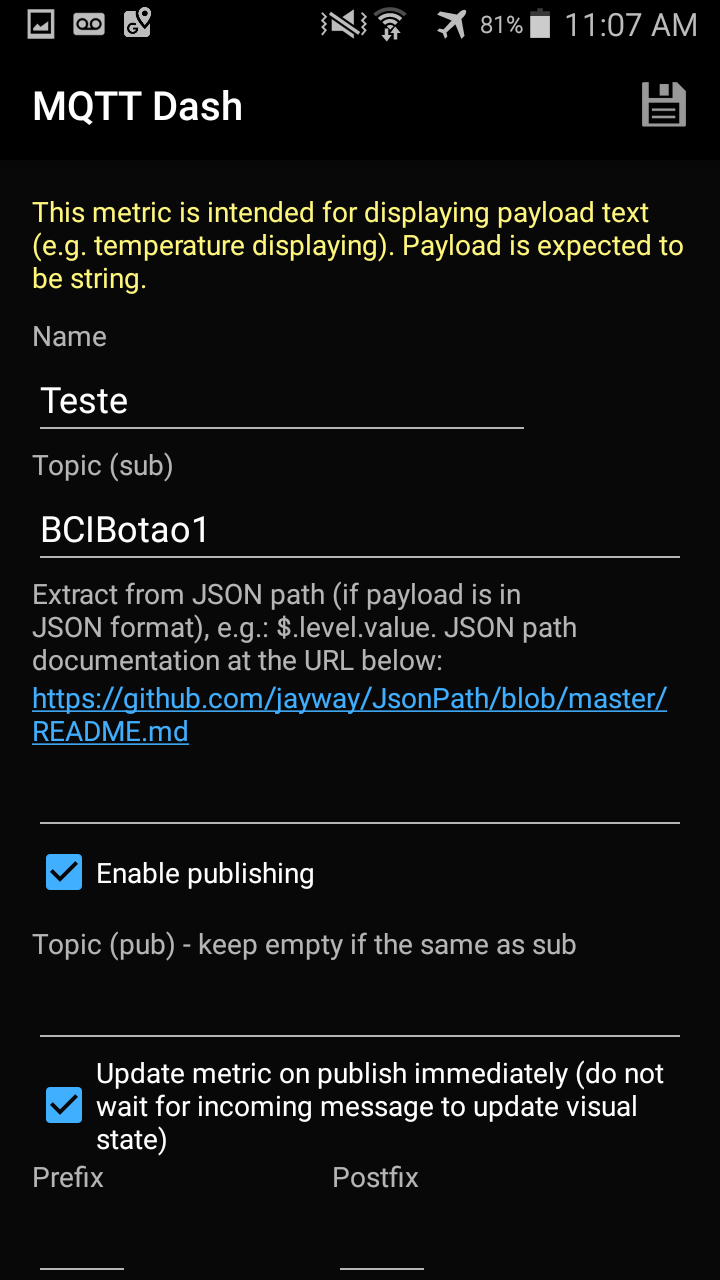 81% 11:07 AM
MQTT Dash
This metric is intended for displaying payload text
(e.g. temperature displaying). Payload is expected to
be string.
Name
Teste
Topic (sub)
BCIBotao1
Extract from JSON path (if payload is in
JSON format), e.g.: $.level.value. JSON path
documentation at the URL below:
https://github.com/jayway/JsonPath/blob/master/
README.md
Enable publishing
Topic (pub) - keep empty if the same as sub
Update metric on publish immediately (do not
wait for incoming message to update visual
state)
Prefix Postfix